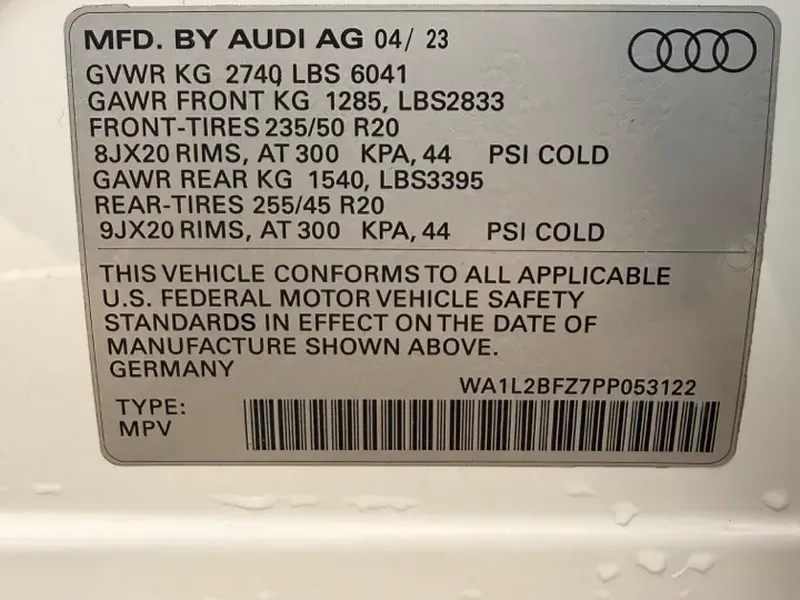 MFD. BY AUDI AG 04/ 23
GVWR KG 2740 LBS 6041
GAWR FRONT KG 1285, LBS2833
FRONT-TIRES 235/50 R20
8JX20 RIMS, AT 300 KPA, 44 PSI COLD
GAWR REAR KG 1540, LBS3395
REAR-TIRES 255/45 R20
9JX20 RIMS, AT 300 KPA, 44 PSI COLD
THIS VEHICLE CONFORMS TO ALL APPLICABLE
U.S. FEDERAL MOTOR VEHICLE SAFETY
STANDARDS IN EFFECT ON THE DATE OF
MANUFACTURE SHOWN ABOVE.
GERMANY
WA1L2BFZ7PP053122
TYPE:
MPV